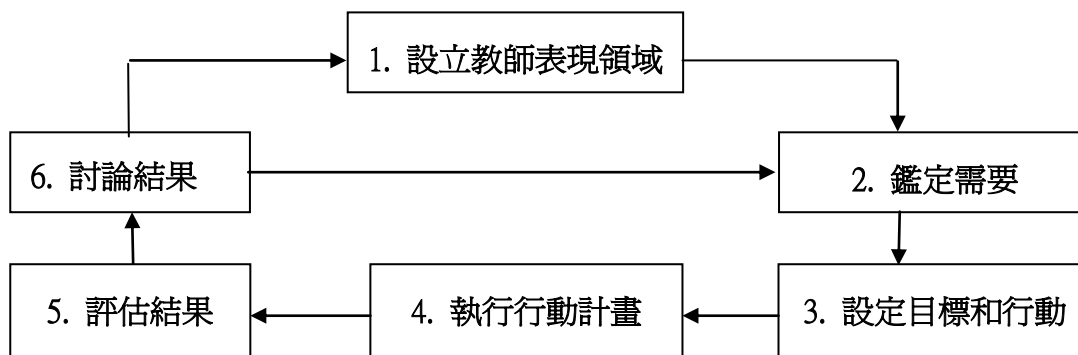 1. 設立教師表現領域
6. 討論結果
2. 鑑定需要
5. 評估結果
4. 執行行動計畫
3. 設定目標和行動